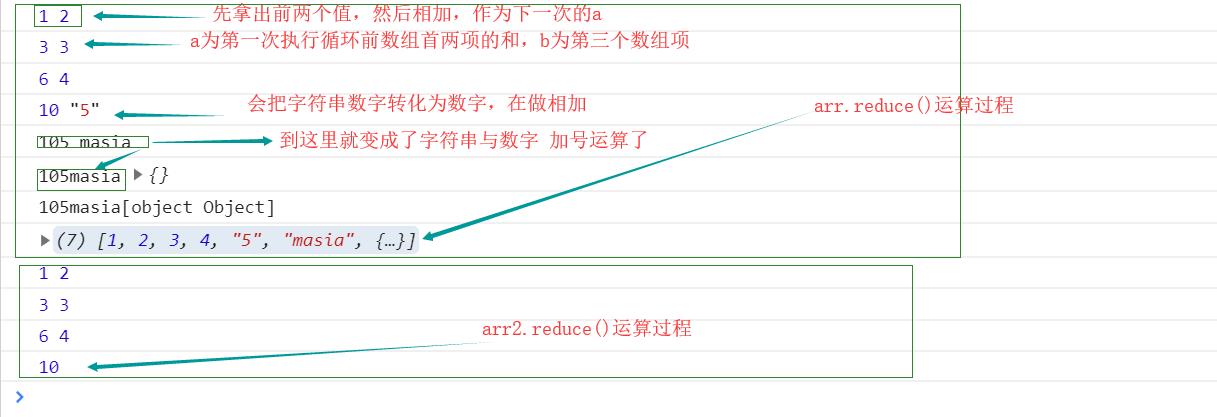 1 2 先拿出前两个值，然后相加，作为下一次的a
3 3 a为第一次执行循环前数组首两项的和，b为第三个数组项
6 4
10 "5" 会把字符串数字转化为数字，在做相加 arr.reduce()运算过程
105 masia 到这里就变成了字符串与数字 加号运算了
105masia ▶{}
105masia[object Object]
▶(7) [1, 2, 3, 4, "5", "masia", {…}]
1 2
3 3
6 4 arr2.reduce()运算过程
10